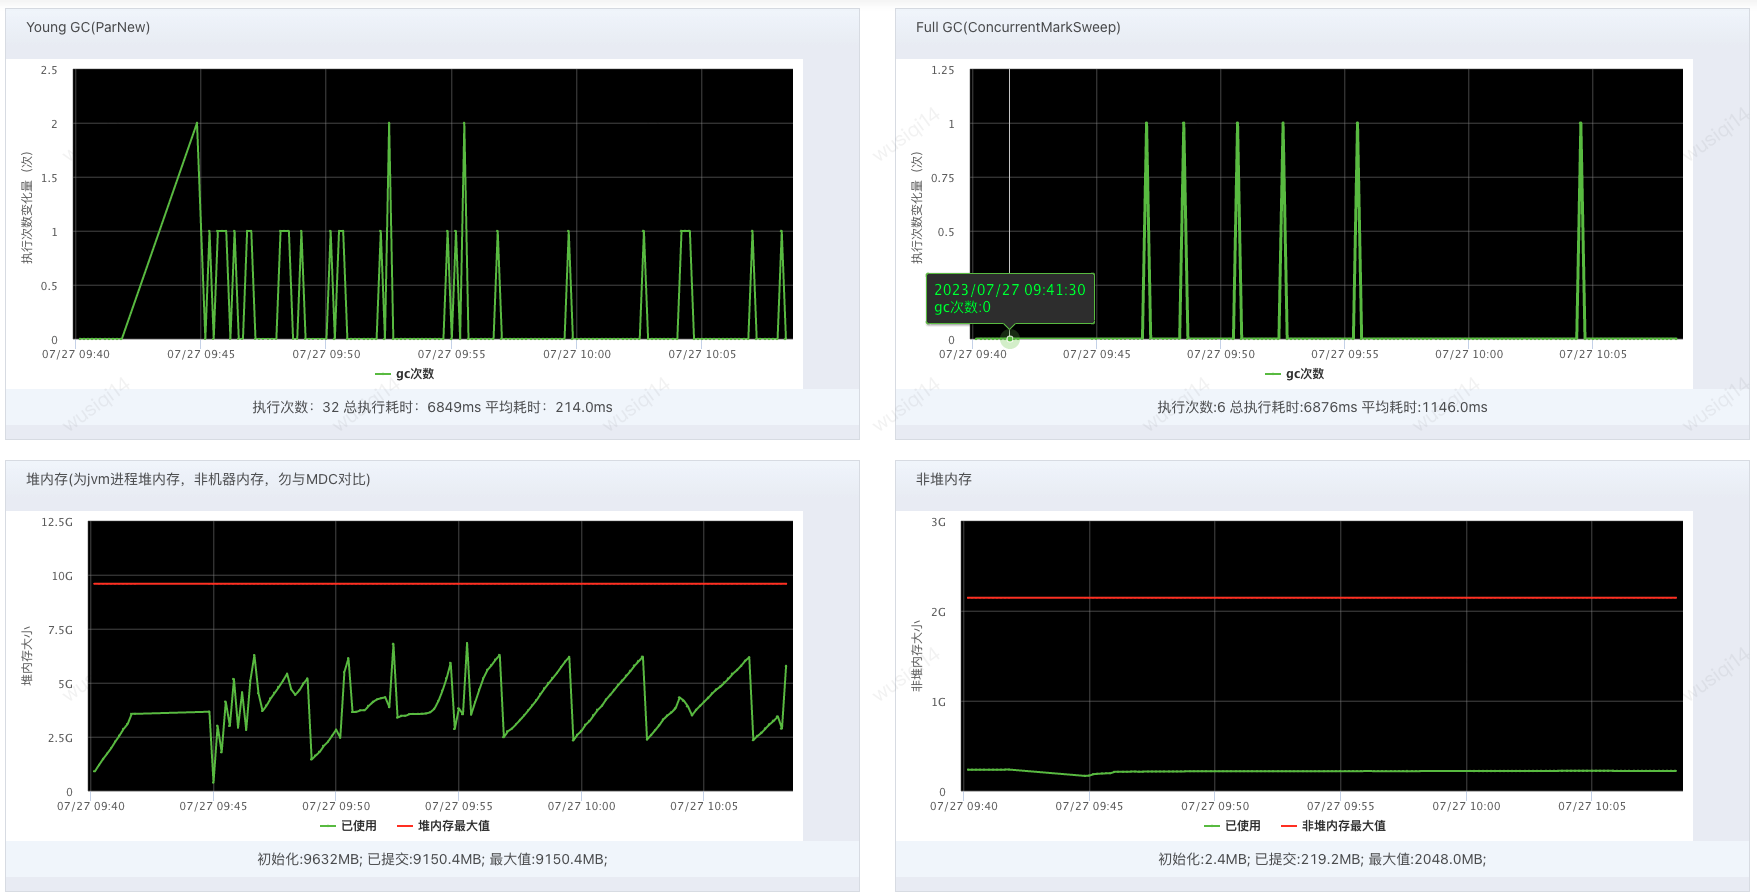 Young GC(ParNew)
2.5
2
1.5
1
0.5
0
执行次数变化量（次）
07/27 09:40
07/27 09:45
07/27 09:50
07/27 09:55
07/27 10:00
07/27 10:05
gc次数
执行次数：32 总执行耗时：6849ms 平均耗时：214.0ms
Full GC(ConcurrentMarkSweep)
1.25
1
0.75
0.5
0
执行次数变化量（次）
2023/07/27 09:41:30
gc次数:0
07/27 09:40
07/27 09:45
07/27 09:50
07/27 09:55
07/27 10:00
07/27 10:05
gc次数
执行次数:6 总执行耗时:6876ms 平均耗时:1146.0ms
堆内存(为jvm进程堆内存，非机器内存，勿与MDC对比)
12.5G
10G
7.5G
5G
2.5G
0
堆内存大小
07/27 09:40
07/27 09:45
07/27 09:50
07/27 09:55
07/27 10:00
07/27 10:05
已使用
堆内存最大值
初始化:9632MB; 已提交:9150.4MB; 最大值:9150.4MB;
非堆内存
3G
2G
1G
0
非堆内存大小
07/27 09:40
07/27 09:45
07/27 09:50
07/27 09:55
07/27 10:00
07/27 10:05
已使用
非堆内存最大值
初始化:2.4MB; 已提交:219.2MB; 最大值:2048.0MB;
wusiqi14
wusiqi14
wusiqi14
wusiqi14
wusiqi14
wusiqi14
wusiqi14
wusiqi14
wusiqi14
wusiqi14
wusiqi14